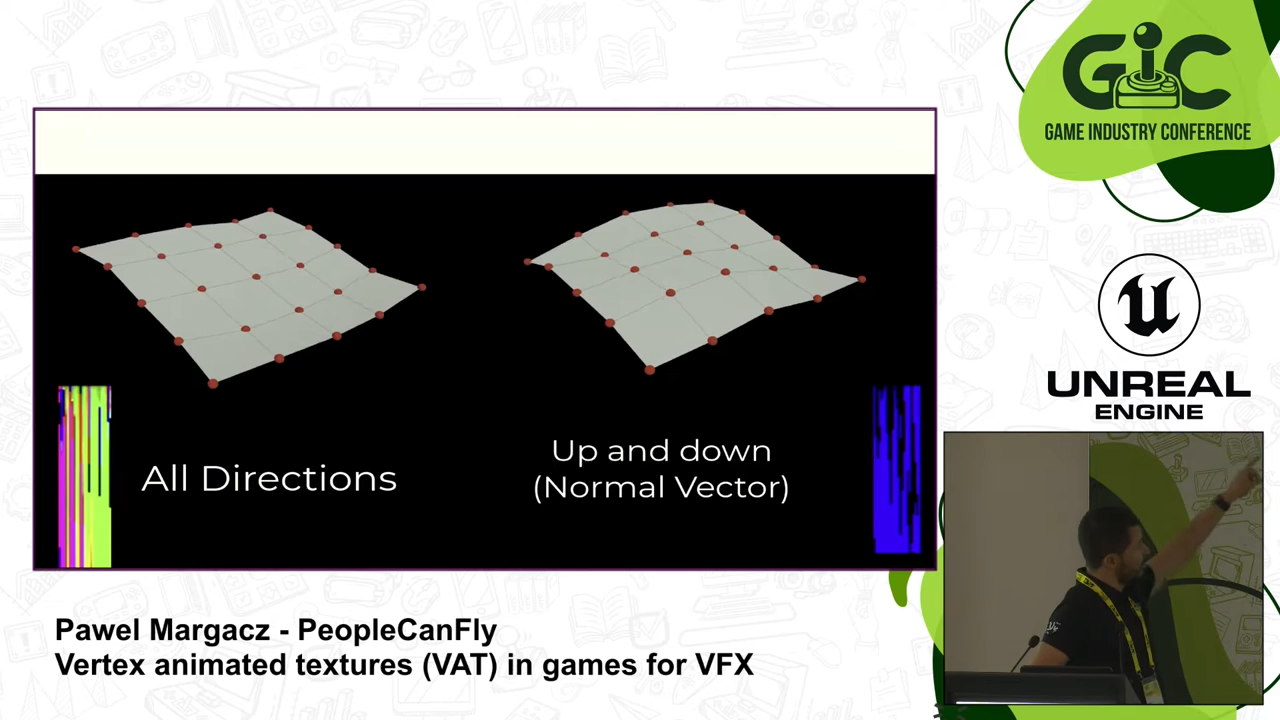 GIC
GAME INDUSTRY CONFERENCE
UNREAL
ENGINE
All Directions
Up and down
(Normal Vector)
Pawel Margacz - PeopleCanFly
Vertex animated textures (VAT) in games for VFX